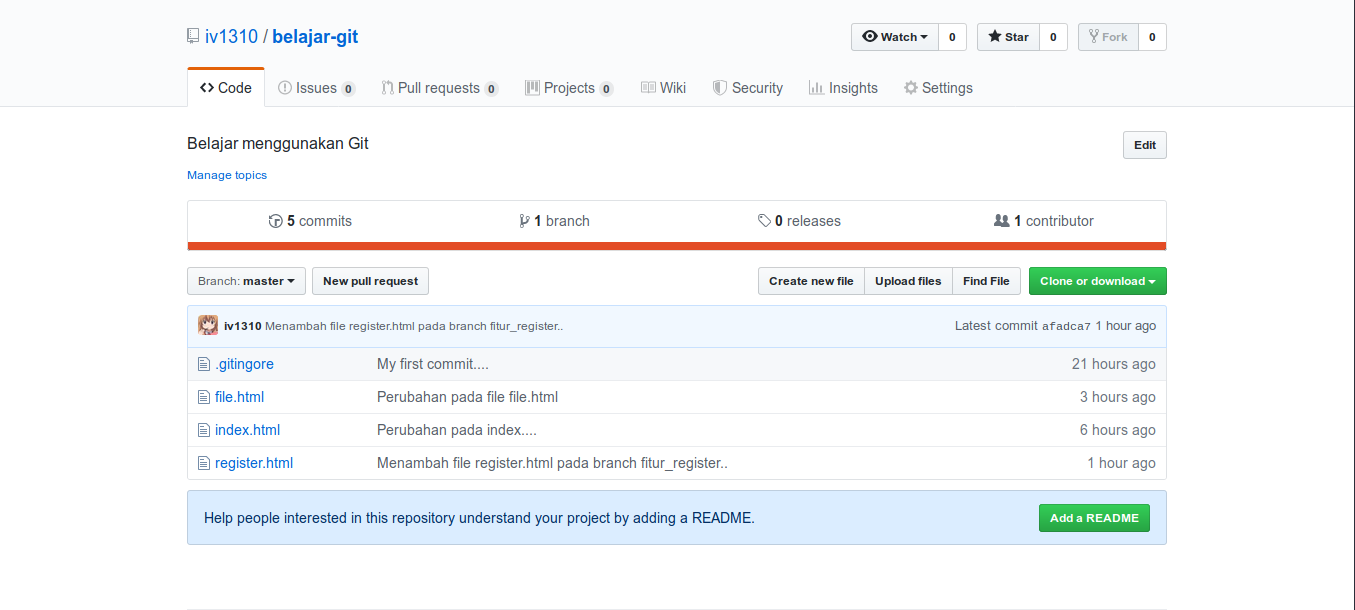 iv1310 / belajar-git
Watch 0 Star 0 Fork 0
Code Issues 0 Pull requests 0 Projects 0 Wiki Security Insights Settings
Belajar menggunakan Git Edit
Manage topics
5 commits 1 branch 0 releases 1 contributor
Branch: master New pull request Create new file Upload files Find File Clone or download
iv1310 Menambah file register.html pada branch fitur_register.. Latest commit afadca7 1 hour ago
.gitingore My first commit.... 21 hours ago
file.html Perubahan pada file file.html 3 hours ago
index.html Perubahan pada index.... 6 hours ago
register.html Menambah file register.html pada branch fitur_register.. 1 hour ago
Help people interested in this repository understand your project by adding a README. Add a README